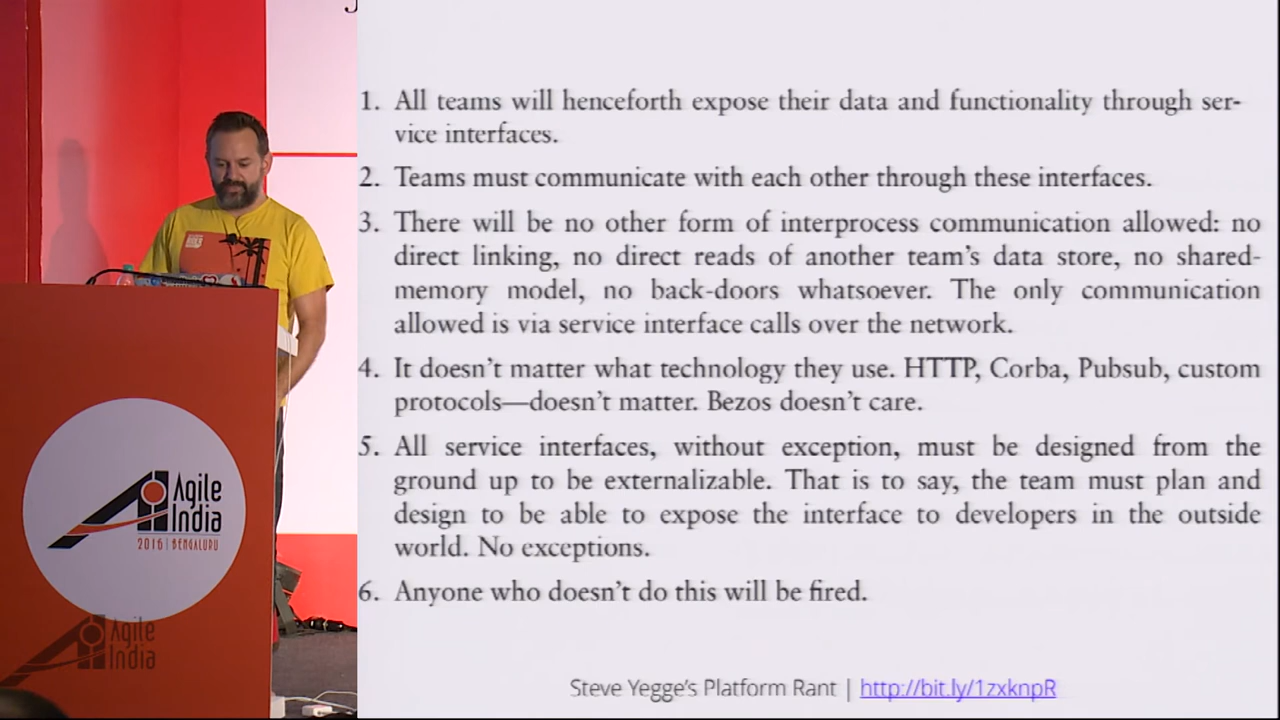 1. All teams will henceforth expose their data and functionality through ser-
vice interfaces.
2. Teams must communicate with each other through these interfaces.
3. There will be no other form of interprocess communication allowed: no
direct linking, no direct reads of another team's data store, no shared-
memory model, no back-doors whatsoever. The only communication
allowed is via service interface calls over the network.
4. It doesn't matter what technology they use. HTTP, Corba, Pubsub, custom
protocols—doesn't matter. Bezos doesn't care.
5. All service interfaces, without exception, must be designed from the
ground up to be externalizable. That is to say, the team must plan and
design to be able to expose the interface to developers in the outside
world. No exceptions.
6. Anyone who doesn't do this will be fired.
Steve Yegge's Platform Rant | http://bit.ly/1zxknpR
Agile
India
2016 | BENGALURU
Agile
India